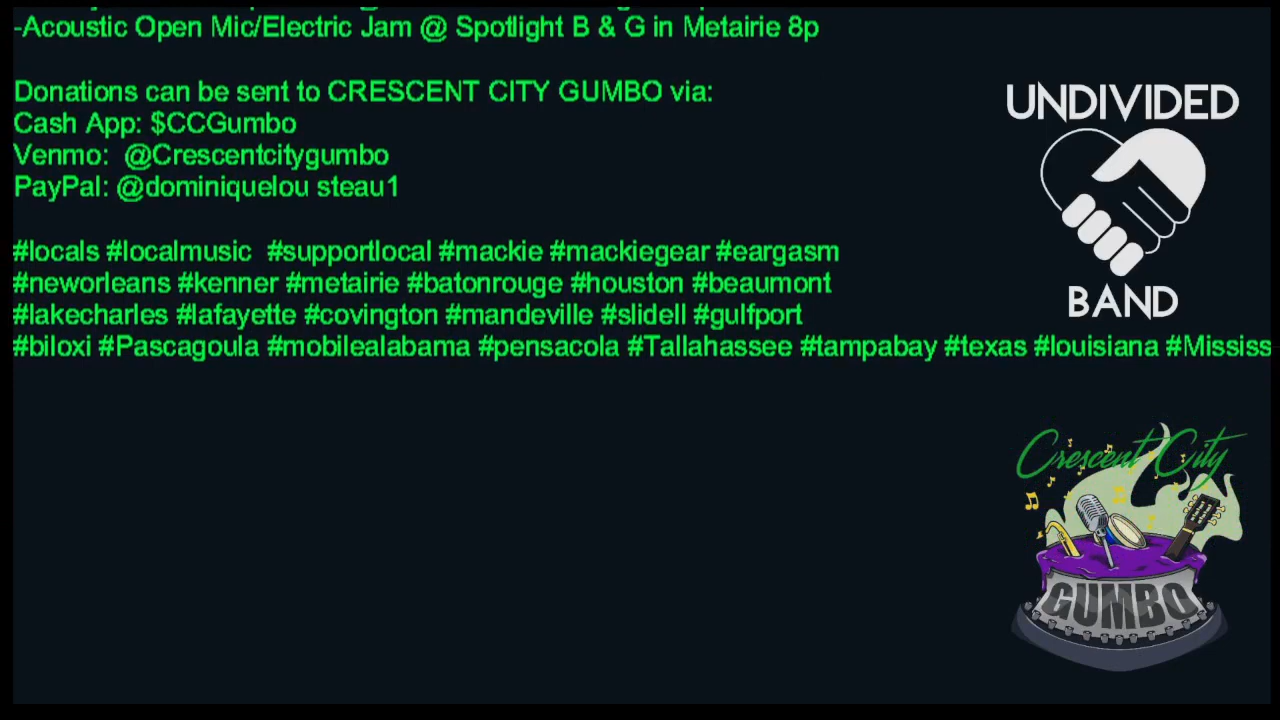 -Acoustic Open Mic/Electric Jam @ Spotlight B & G in Metairie 8p
Donations can be sent to CRESCENT CITY GUMBO via:
Cash App: $CCGumbo
Venmo:  @Crescentcitygumbo
PayPal: @dominiquelou steau1
#locals #localmusic  #supportlocal #mackie #mackiegear #eargasm
#neworleans #kenner #metairie #batonrouge #houston #beaumont
#lakecharles #lafayette #covington #mandeville #slidell #gulfport
#biloxi #Pascagoula #mobilealabama #pensacola #Tallahassee #tampabay #texas #louisiana #Mississ
UNDIVIDED
BAND
Crescent City
GUMBO